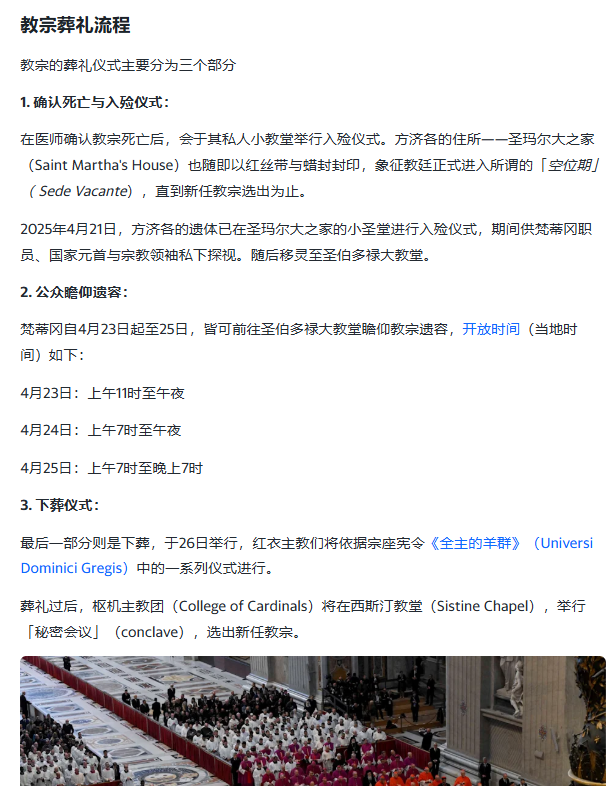 教宗葬礼流程
教宗的葬礼仪式主要分为三个部分
1. 确认死亡与入殓仪式：
在医师确认教宗死亡后，会于其私人小教堂举行入殓仪式。方济各的住所——圣玛尔大之家
（Saint Martha's House）也随即以红丝带与蜡封封印，象征教廷正式进入所谓的「空位期」
（ Sede Vacante），直到新任教宗选出为止。
2025年4月21日，方济各的遗体已在圣玛尔大之家的小圣堂进行入殓仪式，期间供梵蒂冈职
员、国家元首与宗教领袖私下探视。随后移灵至圣伯多禄大教堂。
2. 公众瞻仰遗容：
梵蒂冈自4月23日起至25日，皆可前往圣伯多禄大教堂瞻仰教宗遗容，开放时间（当地时
间）如下：
4月23日：上午11时至午夜
4月24日：上午7时至午夜
4月25日：上午7时至晚上7时
3. 下葬仪式：
最后一部分则是下葬，于26日举行，红衣主教们将依据宗座宪令《全主的羊群》（Universi
Dominici Gregis）中的一系列仪式进行。
葬礼过后，枢机主教团（College of Cardinals）将在西斯汀教堂（Sistine Chapel），举行
「秘密会议」（conclave），选出新任教宗。